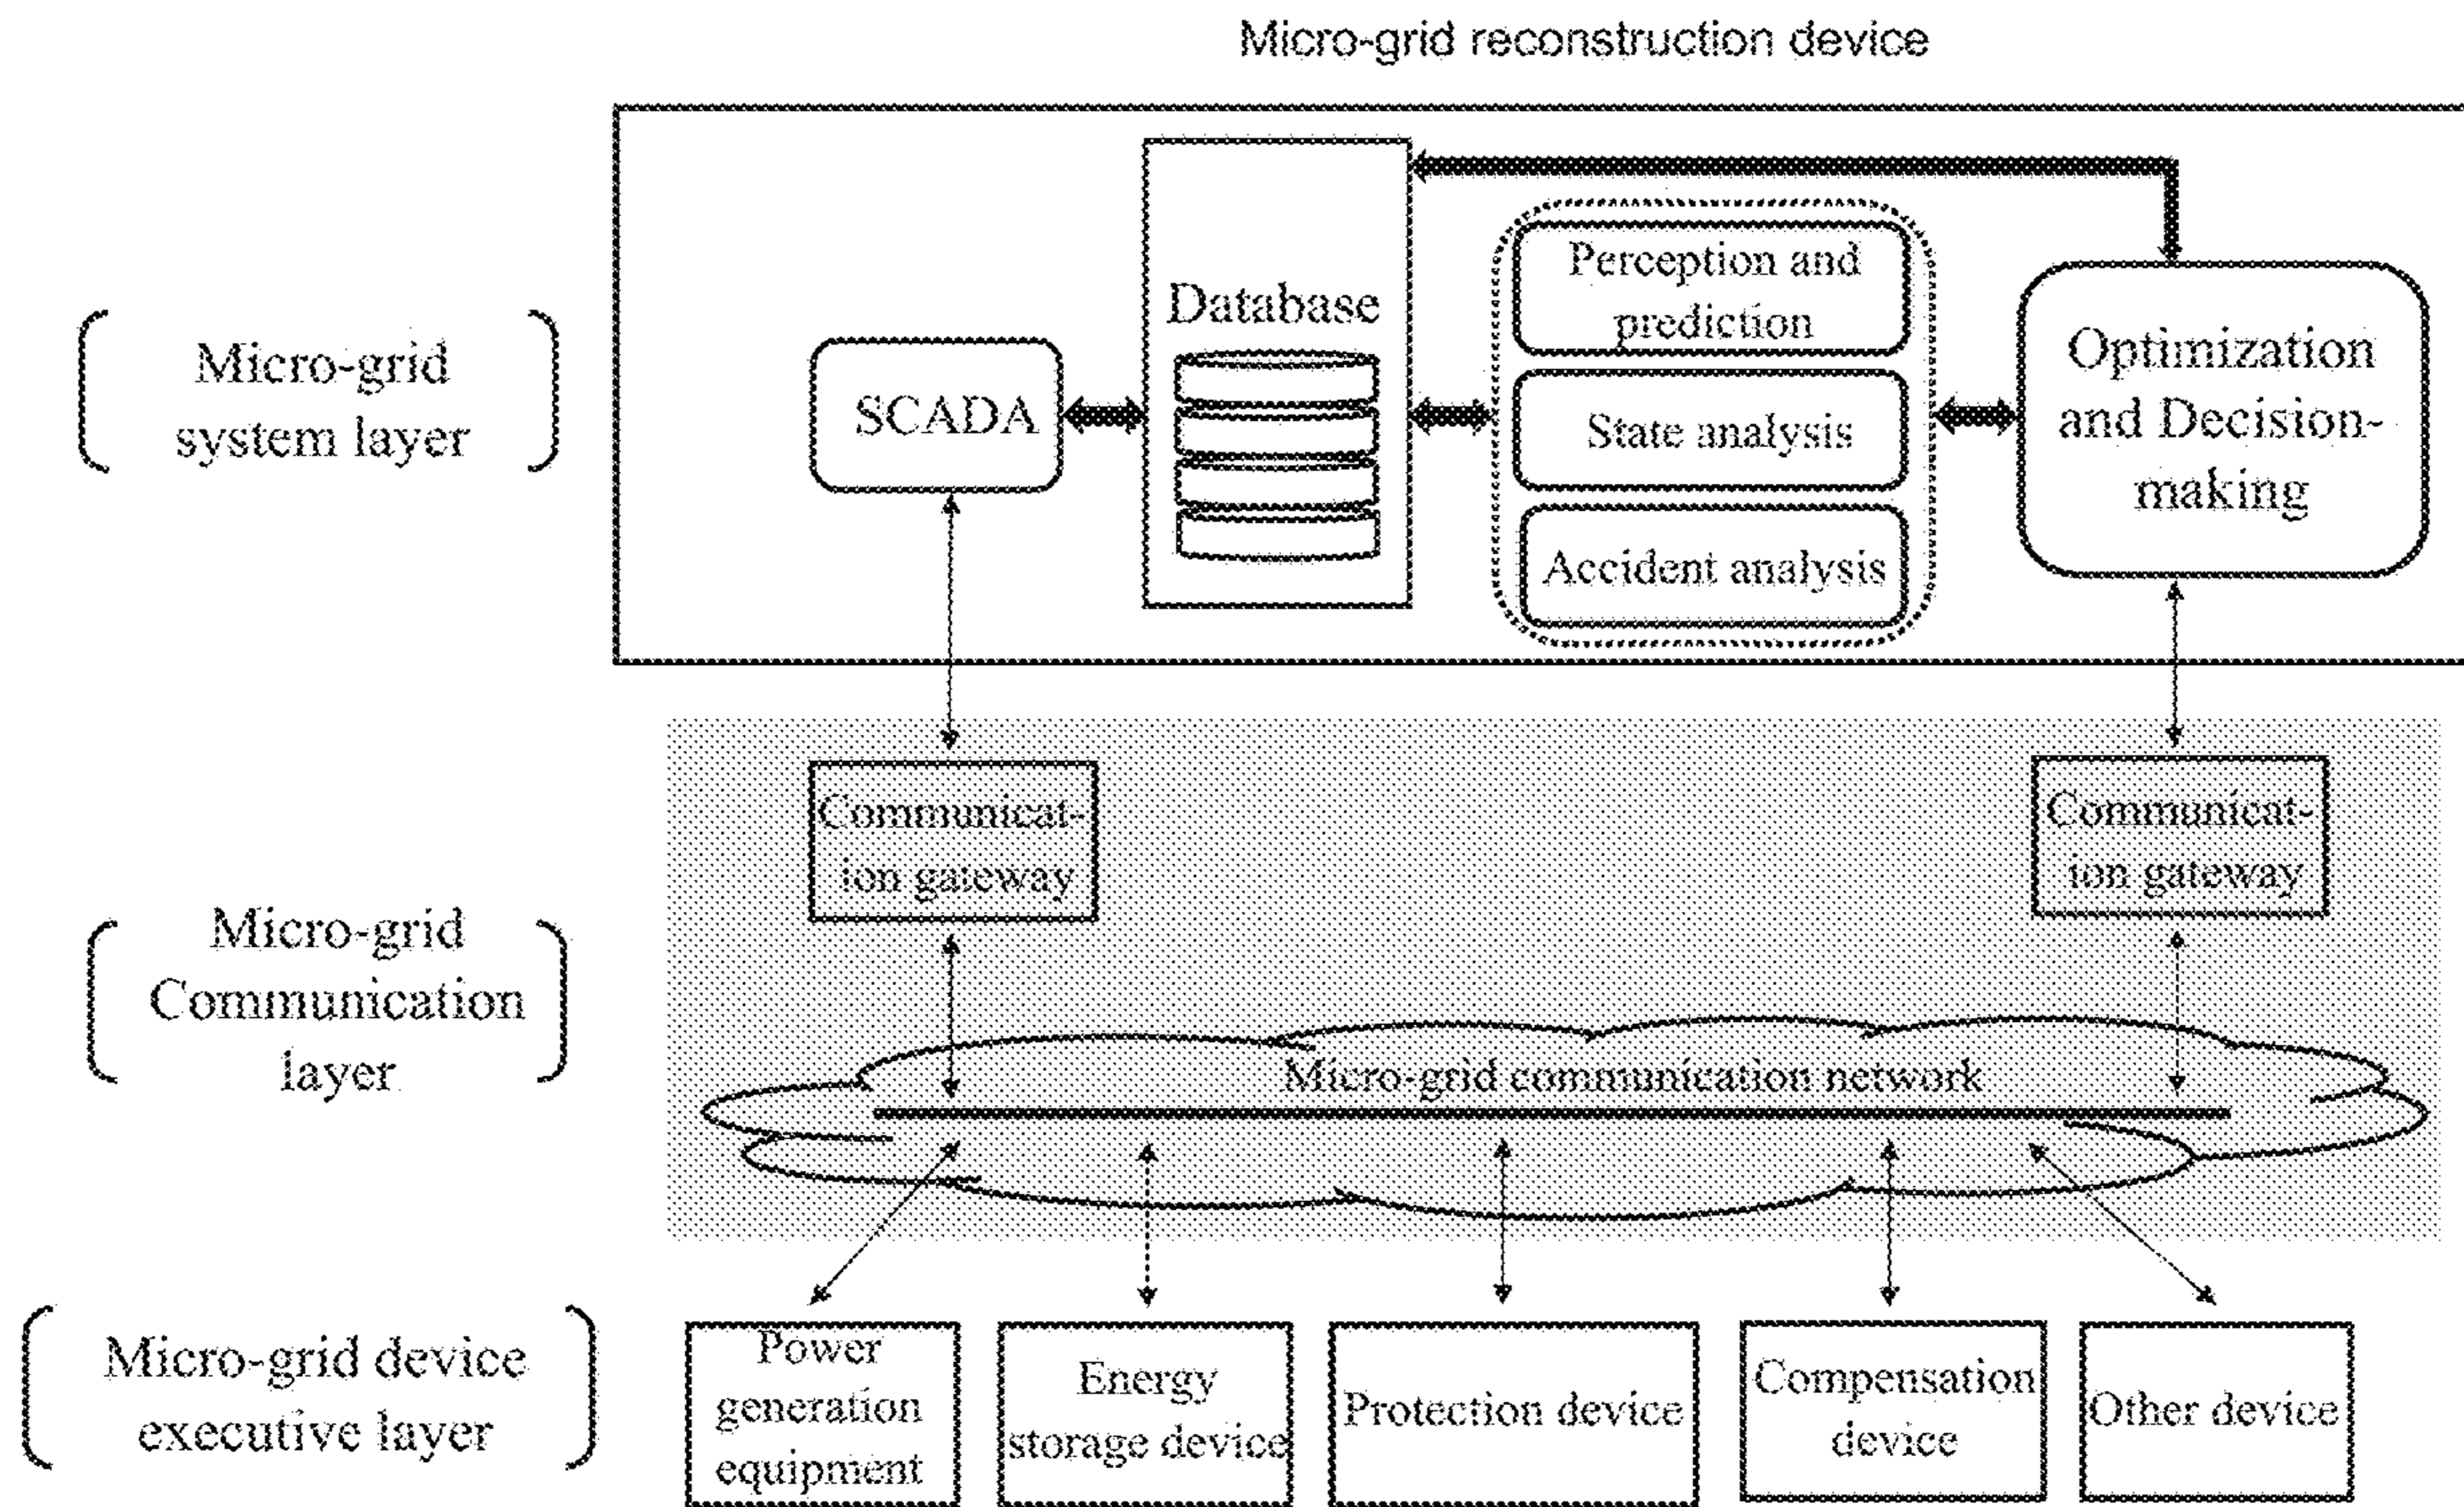 Micro-grid reconstruction device
Micro-grid
system layer
SCADA
Database
Perception and
prediction
State analysis
Accident analysis
Optimization
and Decision-
making
Micro-grid
Communication
layer
Communicat-
ion gateway
Communicat-
ion gateway
Micro-grid communication network
Micro-grid device
executive layer
Power
generation
equipment
Energy
storage device
Protection device
Compensation
device
Other device